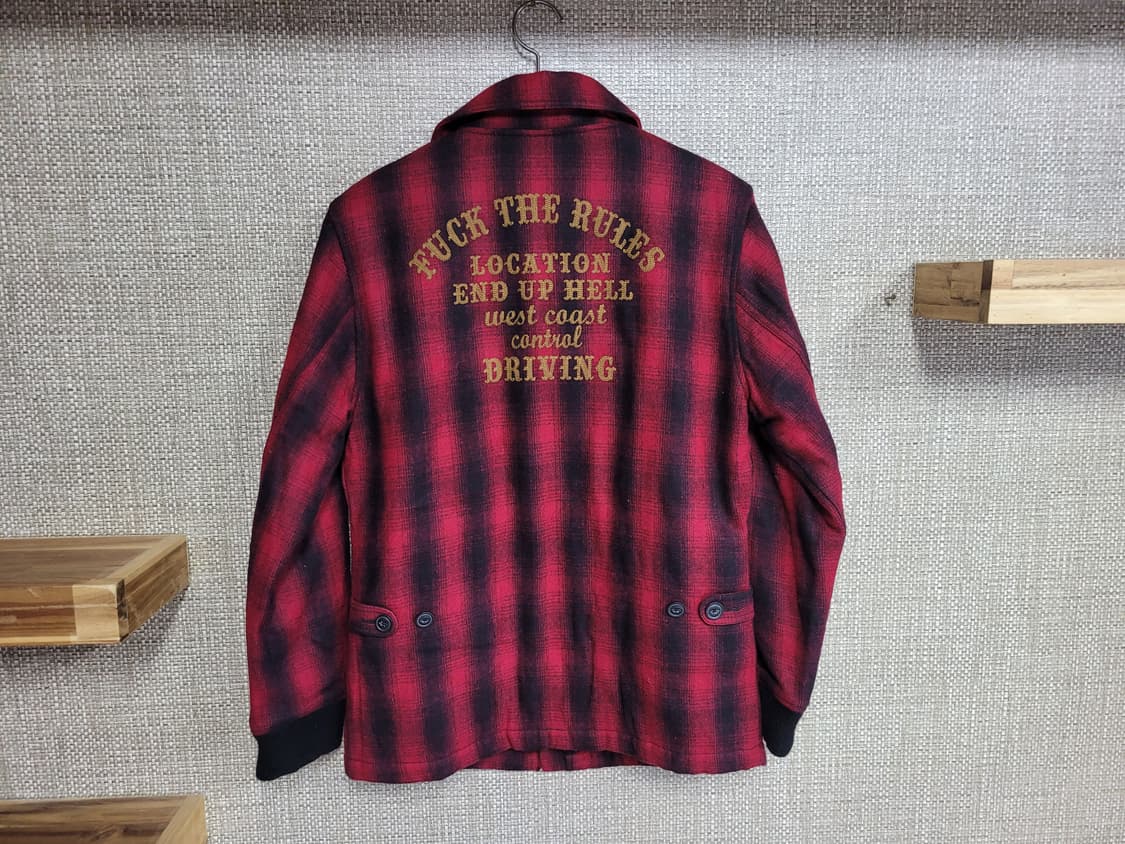 FUCK THE RULES
LOCATION
END UP HELL
west coast
control
DRIVING